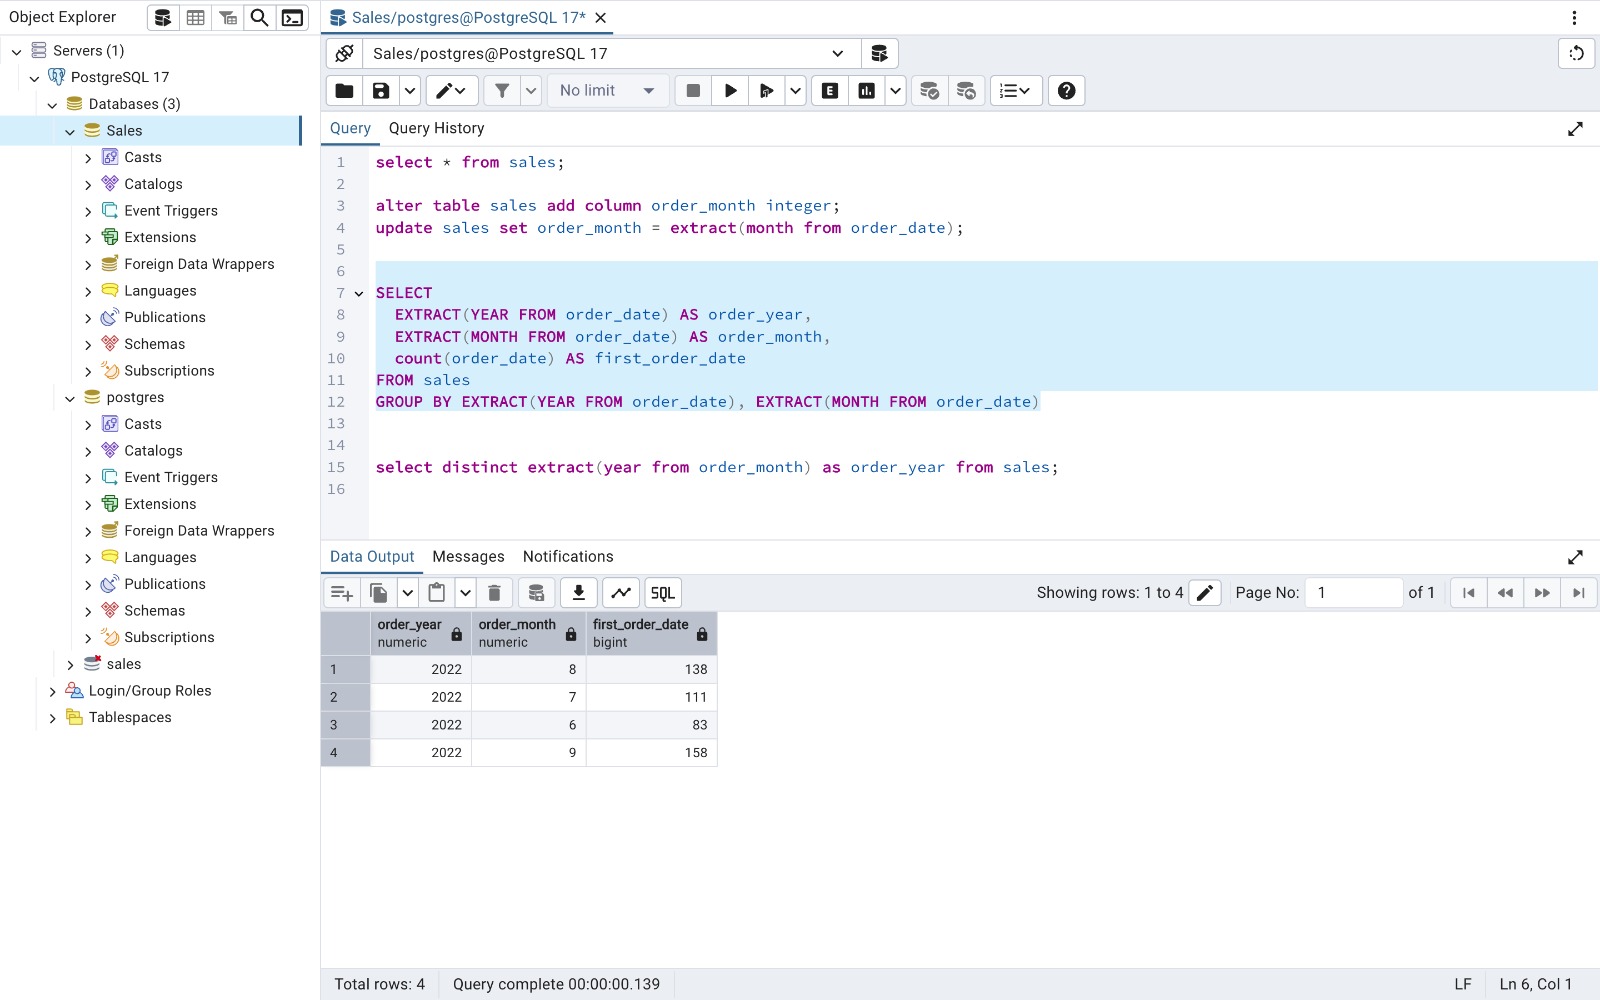 Object Explorer
Sales/postgres@PostgreSQL 17*
Servers (1)
PostgreSQL 17
Databases (3)
Sales
Casts
Catalogs
Event Triggers
Extensions
Foreign Data Wrappers
Languages
Publications
Schemas
Subscriptions
postgres
Casts
Catalogs
Event Triggers
Extensions
Foreign Data Wrappers
Languages
Publications
Schemas
Subscriptions
sales
Login/Group Roles
Tablespaces
Sales/postgres@PostgreSQL 17
No limit
E
Query Query History
1 select * from sales;
2
3 alter table sales add column order_month integer;
4 update sales set order_month = extract(month from order_date);
5
6
7 SELECT
8 EXTRACT(YEAR FROM order_date) AS order_year,
9 EXTRACT(MONTH FROM order_date) AS order_month,
10 count(order_date) AS first_order_date
11 FROM sales
12 GROUP BY EXTRACT(YEAR FROM order_date), EXTRACT(MONTH FROM order_date)
13
14
15 select distinct extract(year from order_month) as order_year from sales;
16
Data Output Messages Notifications
SQL Showing rows: 1 to 4 Page No: 1 of 1
order_year order_month first_order_date
numeric numeric bigint
1 2022 8 138
2 2022 7 111
3 2022 6 83
4 2022 9 158
Total rows: 4 Query complete 00:00:00.139 LF Ln 6, Col 1